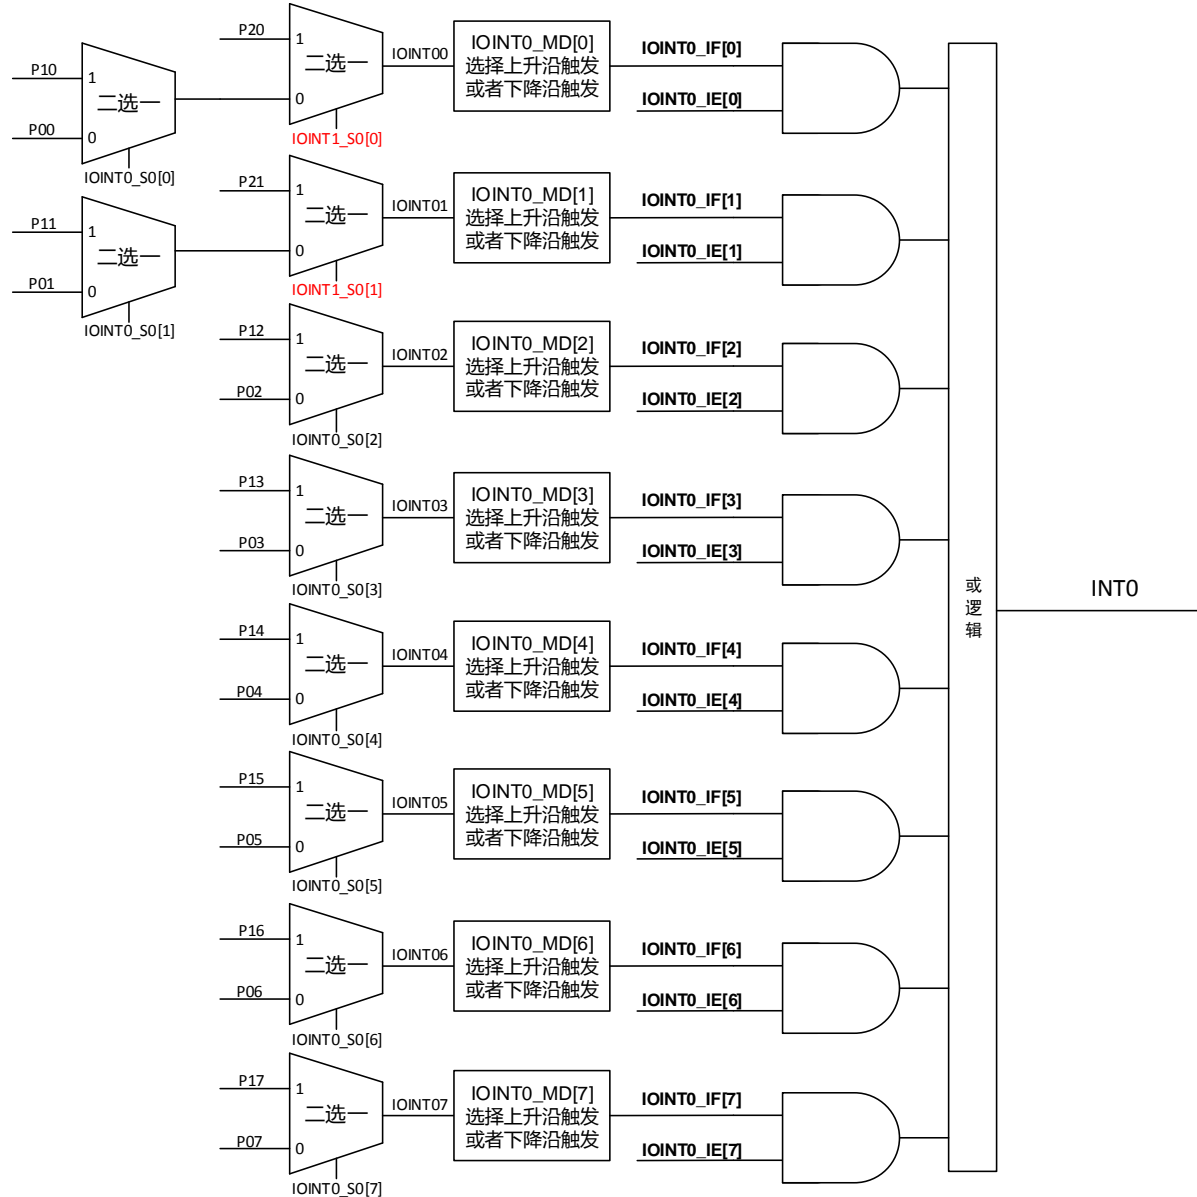 P10
1
二选一
P00
0
IOINT0_S0[0]
P20
1
二选一
0
IOINT1_S0[0]
IOINT00
IOINT0_MD[0]
选择上升沿触发
或者下降沿触发
IOINT0_IF[0]
IOINT0_IE[0]
P11
1
二选一
P01
0
IOINT0_S0[1]
P21
1
二选一
0
IOINT1_S0[1]
IOINT01
IOINT0_MD[1]
选择上升沿触发
或者下降沿触发
IOINT0_IF[1]
IOINT0_IE[1]
P12
1
二选一
P02
0
IOINT0_S0[2]
IOINT02
IOINT0_MD[2]
选择上升沿触发
或者下降沿触发
IOINT0_IF[2]
IOINT0_IE[2]
P13
1
二选一
P03
0
IOINT0_S0[3]
IOINT03
IOINT0_MD[3]
选择上升沿触发
或者下降沿触发
IOINT0_IF[3]
IOINT0_IE[3]
P14
1
二选一
P04
0
IOINT0_S0[4]
IOINT04
IOINT0_MD[4]
选择上升沿触发
或者下降沿触发
IOINT0_IF[4]
IOINT0_IE[4]
P15
1
二选一
P05
0
IOINT0_S0[5]
IOINT05
IOINT0_MD[5]
选择上升沿触发
或者下降沿触发
IOINT0_IF[5]
IOINT0_IE[5]
P16
1
二选一
P06
0
IOINT0_S0[6]
IOINT06
IOINT0_MD[6]
选择上升沿触发
或者下降沿触发
IOINT0_IF[6]
IOINT0_IE[6]
P17
1
二选一
P07
0
IOINT0_S0[7]
IOINT07
IOINT0_MD[7]
选择上升沿触发
或者下降沿触发
IOINT0_IF[7]
IOINT0_IE[7]
或逻辑
INT0